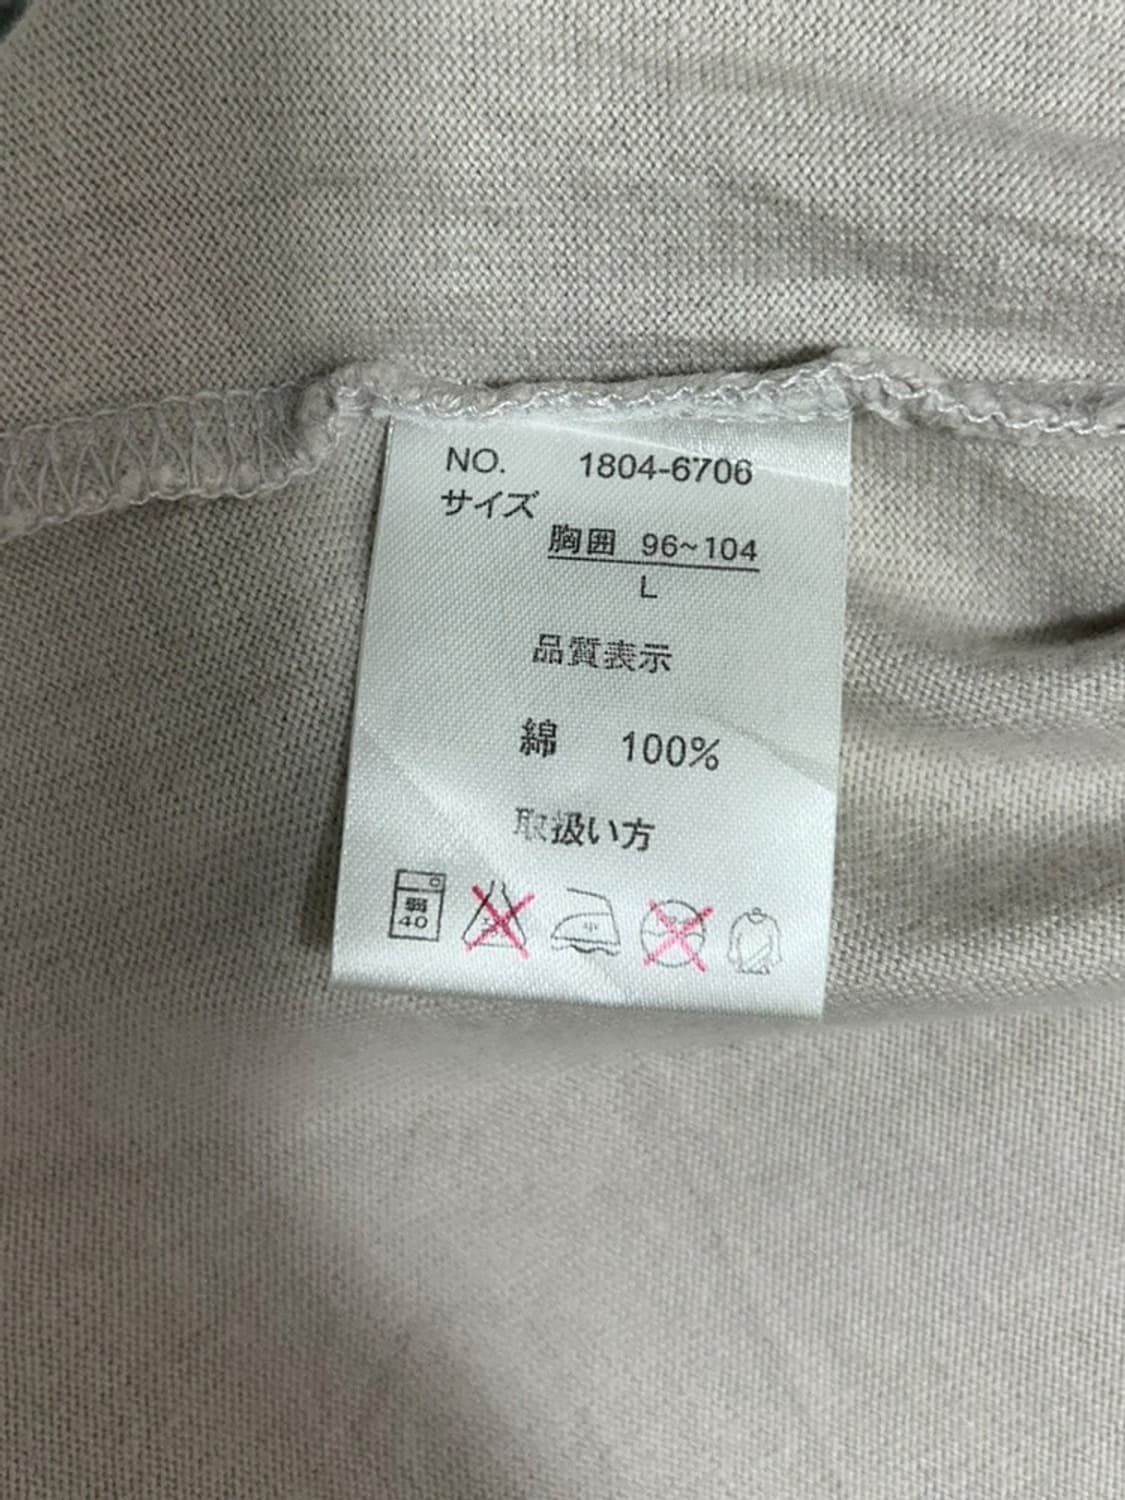 NO. 1804-6706
サイズ
胸囲 96~104
L
品質表示
綿 100%
取扱い方
弱
40
中